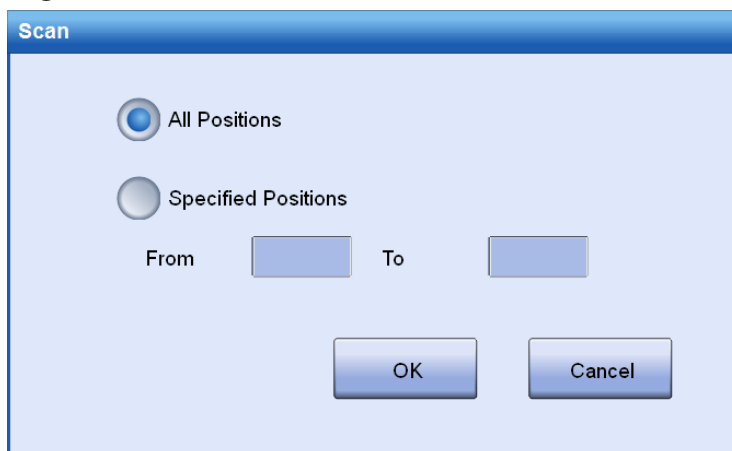 Scan
All Positions
Specified Positions
From To
OK Cancel